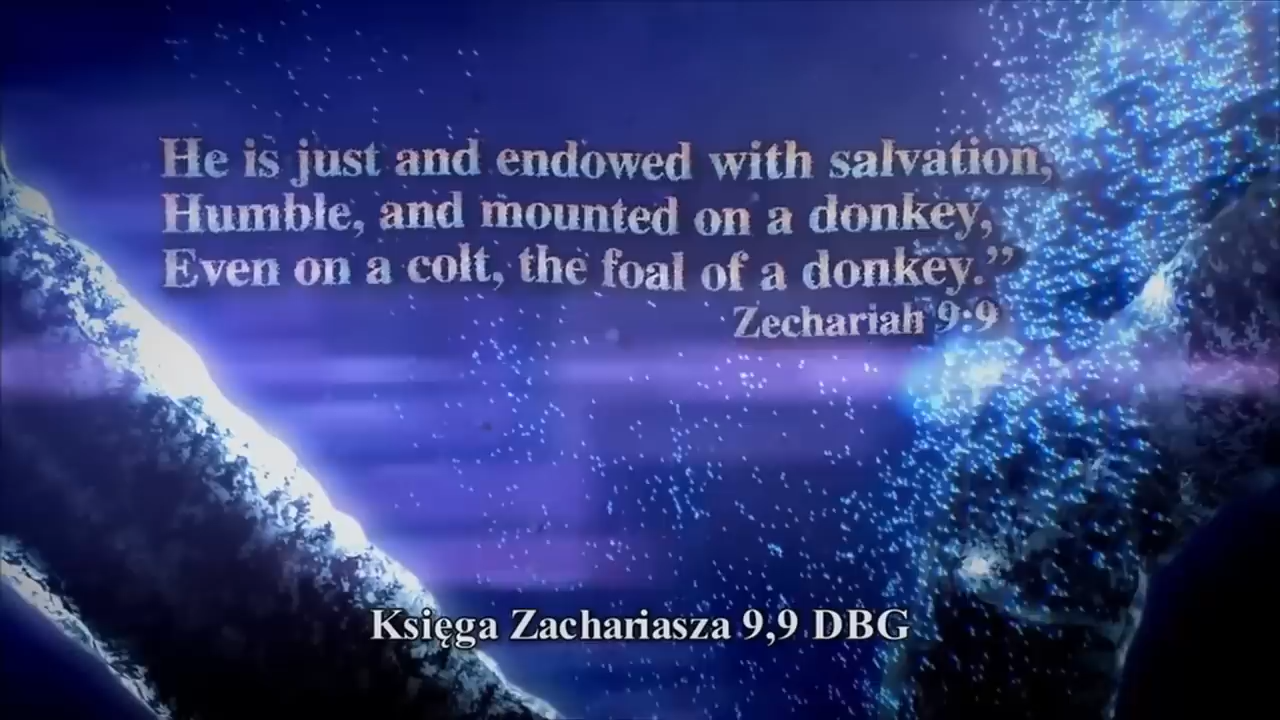 He is just and endowed with salvation,
Humble, and mounted on a donkey,
Even on a colt, the foal of a donkey.”
Zechariah 9:9
Księga Zachariasza 9,9 DBG